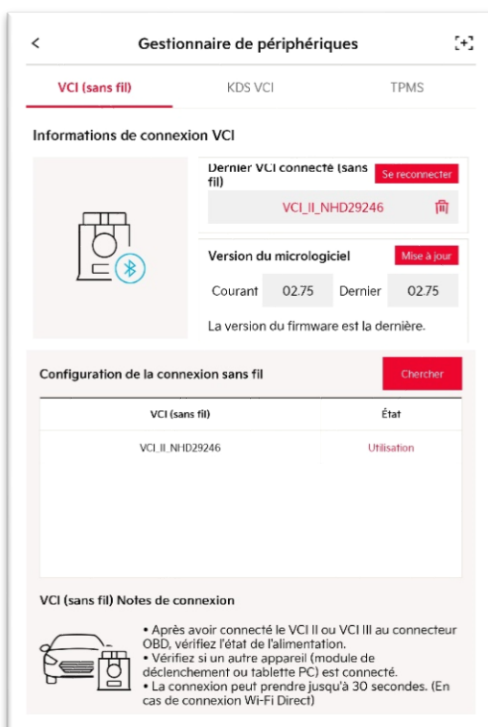 < Gestionnaire de périphériques [+]
VCI (sans fil) KDS VCI TPMS
Informations de connexion VCI
Dernier VCI connecté (sans
fil) Se reconnecter
VCI_II_NHD29246
Version du micrologiciel Mise à jour
Courant 02.75 Dernier 02.75
La version du firmware est la dernière.
Configuration de la connexion sans fil Chercher
VCI (sans fil) État
VCI_II_NHD29246 Utilisation
VCI (sans fil) Notes de connexion
• Après avoir connecté le VCI II ou VCI III au connecteur
OBD, vérifiez l'état de l'alimentation.
• Vérifiez si un autre appareil (module de
déclenchement ou tablette PC) est connecté.
• La connexion peut prendre jusqu'à 30 secondes. (En
cas de connexion Wi-Fi Direct)